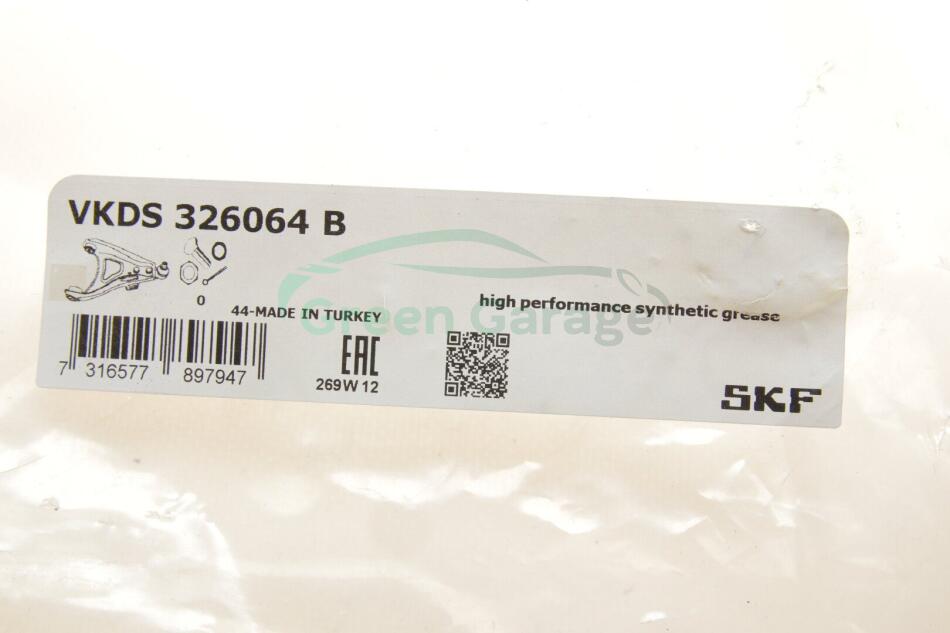 VKDS 326064 B
0
44-MADE IN TURKEY
high performance synthetic grease
Green Garage
7 316577 897947
EAC
269W 12
SKF